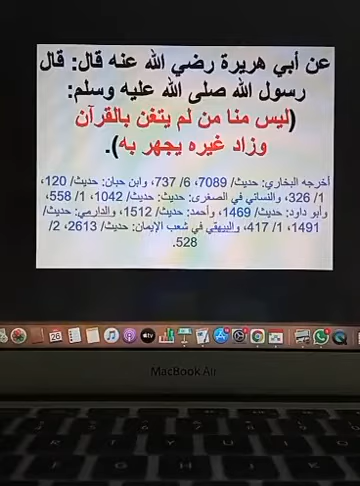 عن أبي هريرة رضي الله عنه قال: قال
رسول الله صلى الله عليه وسلم:
(ليس منا من لم يتغن بالقرآن
وزاد غيره يجهر به).
أخرجه البخاري: حديث/ 7089، 6/ 737، وابن حبان: حديث/ 120،
1/ 326، والنسائي في الصغرى: حديث: حديث/ 1042، 1/ 558،
وأبو داود: حديث/ 1469، وأحمد: حديث/ 1512، والدارمي: حديث/
1491، 1/ 417، والبيهقي في شعب الإيمان: حديث/ 2613، 2/
528.
26
tv
MacBook Air
E R T Y U I O
F G H J K